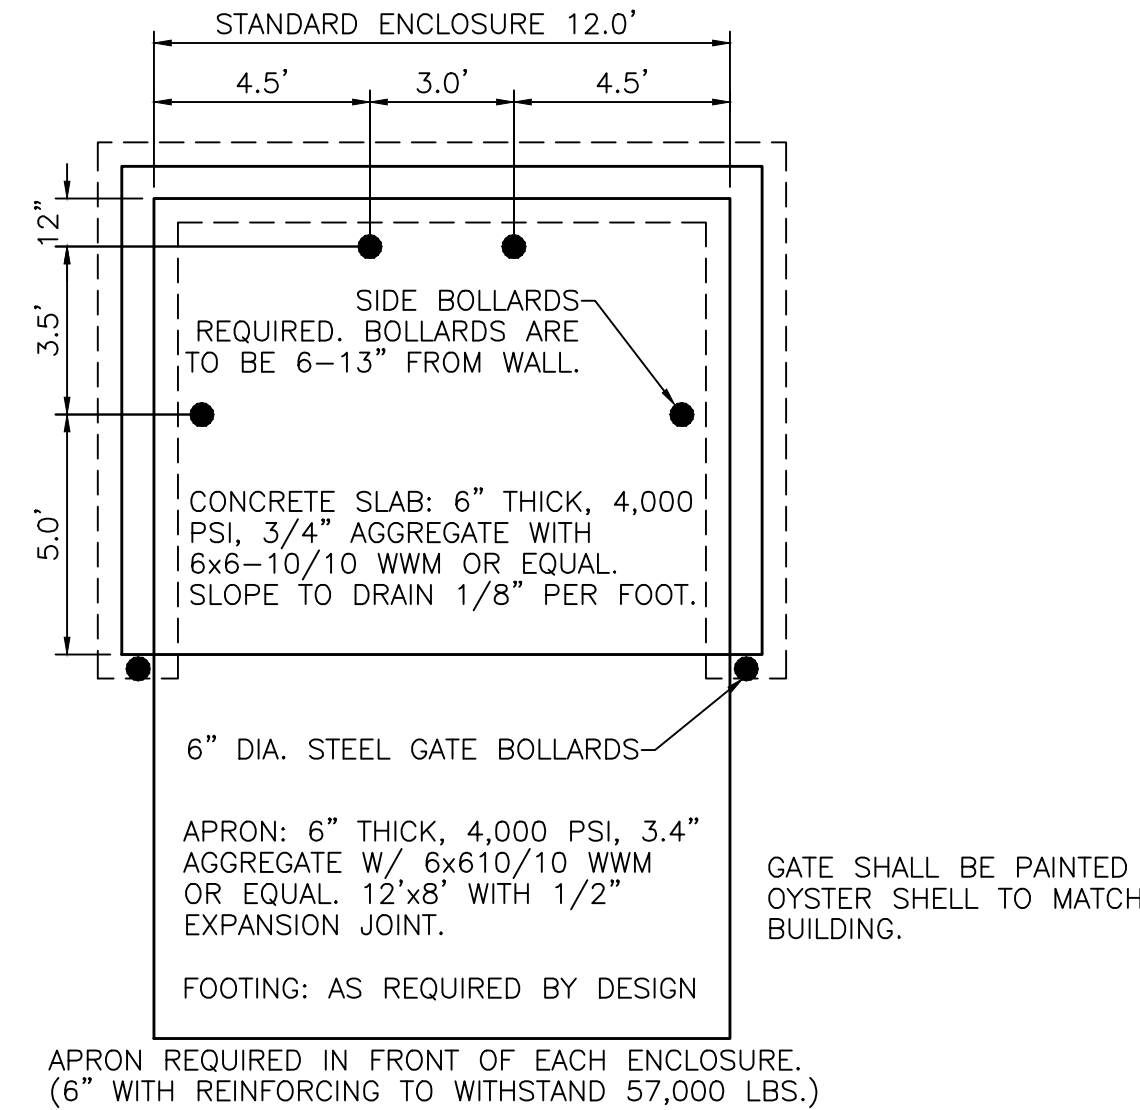 STANDARD ENCLOSURE 12.0'
4.5' 3.0' 4.5'
12"
3.5'
5.0'
SIDE BOLLARDS
REQUIRED. BOLLARDS ARE
TO BE 6–13" FROM WALL.
CONCRETE SLAB: 6" THICK, 4,000
PSI, 3/4" AGGREGATE WITH
6x6–10/10 WWM OR EQUAL.
SLOPE TO DRAIN 1/8" PER FOOT.
6" DIA. STEEL GATE BOLLARDS
APRON: 6" THICK, 4,000 PSI, 3.4"
AGGREGATE W/ 6x610/10 WWM
OR EQUAL. 12'x8' WITH 1/2"
EXPANSION JOINT.
FOOTING: AS REQUIRED BY DESIGN
GATE SHALL BE PAINTED
OYSTER SHELL TO MATCH
BUILDING.
APRON REQUIRED IN FRONT OF EACH ENCLOSURE.
(6" WITH REINFORCING TO WITHSTAND 57,000 LBS.)